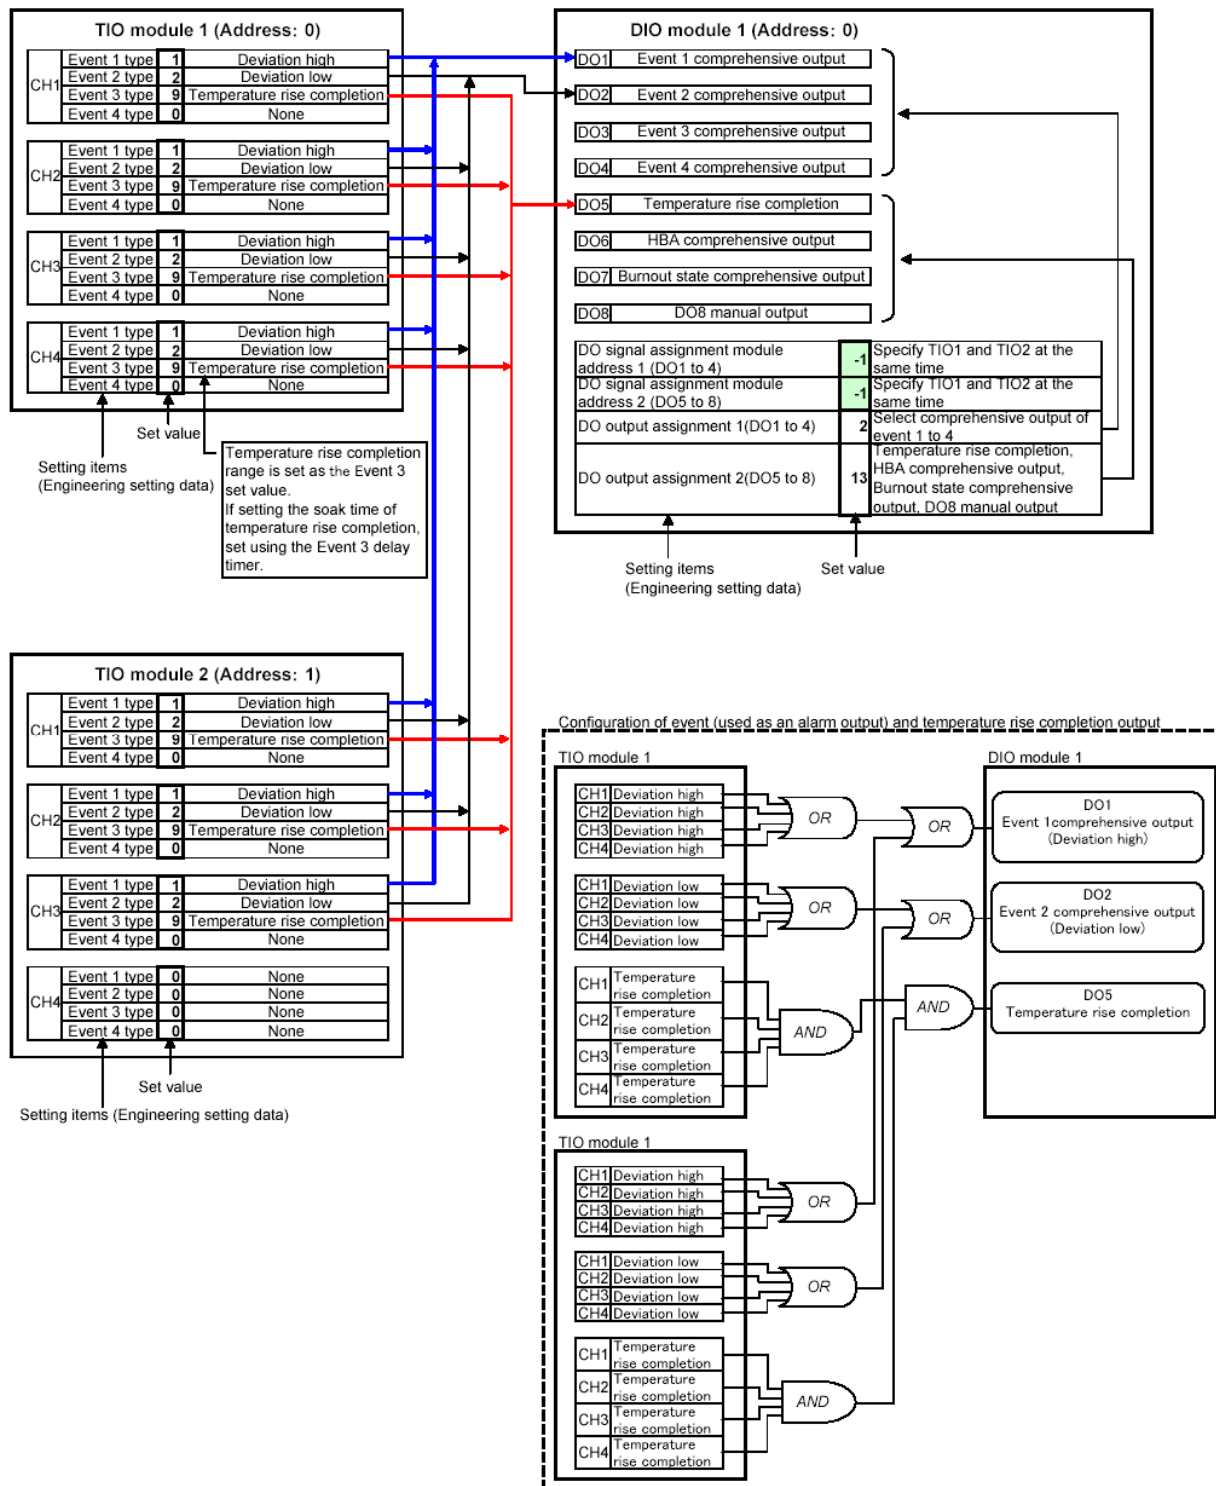 TIO module 1 (Address: 0)
CH1
Event 1 type 1 Deviation high
Event 2 type 2 Deviation low
Event 3 type 9 Temperature rise completion
Event 4 type 0 None
CH2
Event 1 type 1 Deviation high
Event 2 type 2 Deviation low
Event 3 type 9 Temperature rise completion
Event 4 type 0 None
CH3
Event 1 type 1 Deviation high
Event 2 type 2 Deviation low
Event 3 type 9 Temperature rise completion
Event 4 type 0 None
CH4
Event 1 type 1 Deviation high
Event 2 type 2 Deviation low
Event 3 type 9 Temperature rise completion
Event 4 type 0 None
Set value
Setting items
(Engineering setting data)
Temperature rise completion
range is set as the Event 3
set value.
If setting the soak time of
temperature rise completion,
set using the Event 3 delay
timer.
DIO module 1 (Address: 0)
DO1 Event 1 comprehensive output
DO2 Event 2 comprehensive output
DO3 Event 3 comprehensive output
DO4 Event 4 comprehensive output
DO5 Temperature rise completion
DO6 HBA comprehensive output
DO7 Burnout state comprehensive output
DO8 DO8 manual output
DO signal assignment module
address 1 (DO1 to 4)
-1
Specify TIO1 and TIO2 at the
same time
DO signal assignment module
address 2 (DO5 to 8)
-1
Specify TIO1 and TIO2 at the
same time
DO output assignment 1(DO1 to 4)
2
Select comprehensive output of
event 1 to 4
DO output assignment 2(DO5 to 8)
13
Temperature rise completion,
HBA comprehensive output,
Burnout state comprehensive
output, DO8 manual output
Setting items
(Engineering setting data)
Set value
TIO module 2 (Address: 1)
CH1
Event 1 type 1 Deviation high
Event 2 type 2 Deviation low
Event 3 type 9 Temperature rise completion
Event 4 type 0 None
CH2
Event 1 type 1 Deviation high
Event 2 type 2 Deviation low
Event 3 type 9 Temperature rise completion
Event 4 type 0 None
CH3
Event 1 type 1 Deviation high
Event 2 type 2 Deviation low
Event 3 type 9 Temperature rise completion
Event 4 type 0 None
CH4
Event 1 type 0 None
Event 2 type 0 None
Event 3 type 0 None
Event 4 type 0 None
Set value
Setting items (Engineering setting data)
Configuration of event (used as an alarm output) and temperature rise completion output
TIO module 1
CH1 Deviation high
CH2 Deviation high
CH3 Deviation high
CH4 Deviation high
OR
OR
CH1 Deviation low
CH2 Deviation low
CH3 Deviation low
CH4 Deviation low
OR
OR
CH1 Temperature
rise completion
CH2 Temperature
rise completion
CH3 Temperature
rise completion
CH4 Temperature
rise completion
AND
AND
DIO module 1
DO1
Event 1comprehensive output
(Deviation high)
DO2
Event 2 comprehensive output
(Deviation low)
DO5
Temperature rise completion
TIO module 1
CH1 Deviation high
CH2 Deviation high
CH3 Deviation high
CH4 Deviation high
OR
CH1 Deviation low
CH2 Deviation low
CH3 Deviation low
CH4 Deviation low
OR
CH1 Temperature
rise completion
CH2 Temperature
rise completion
CH3 Temperature
rise completion
CH4 Temperature
rise completion
AND